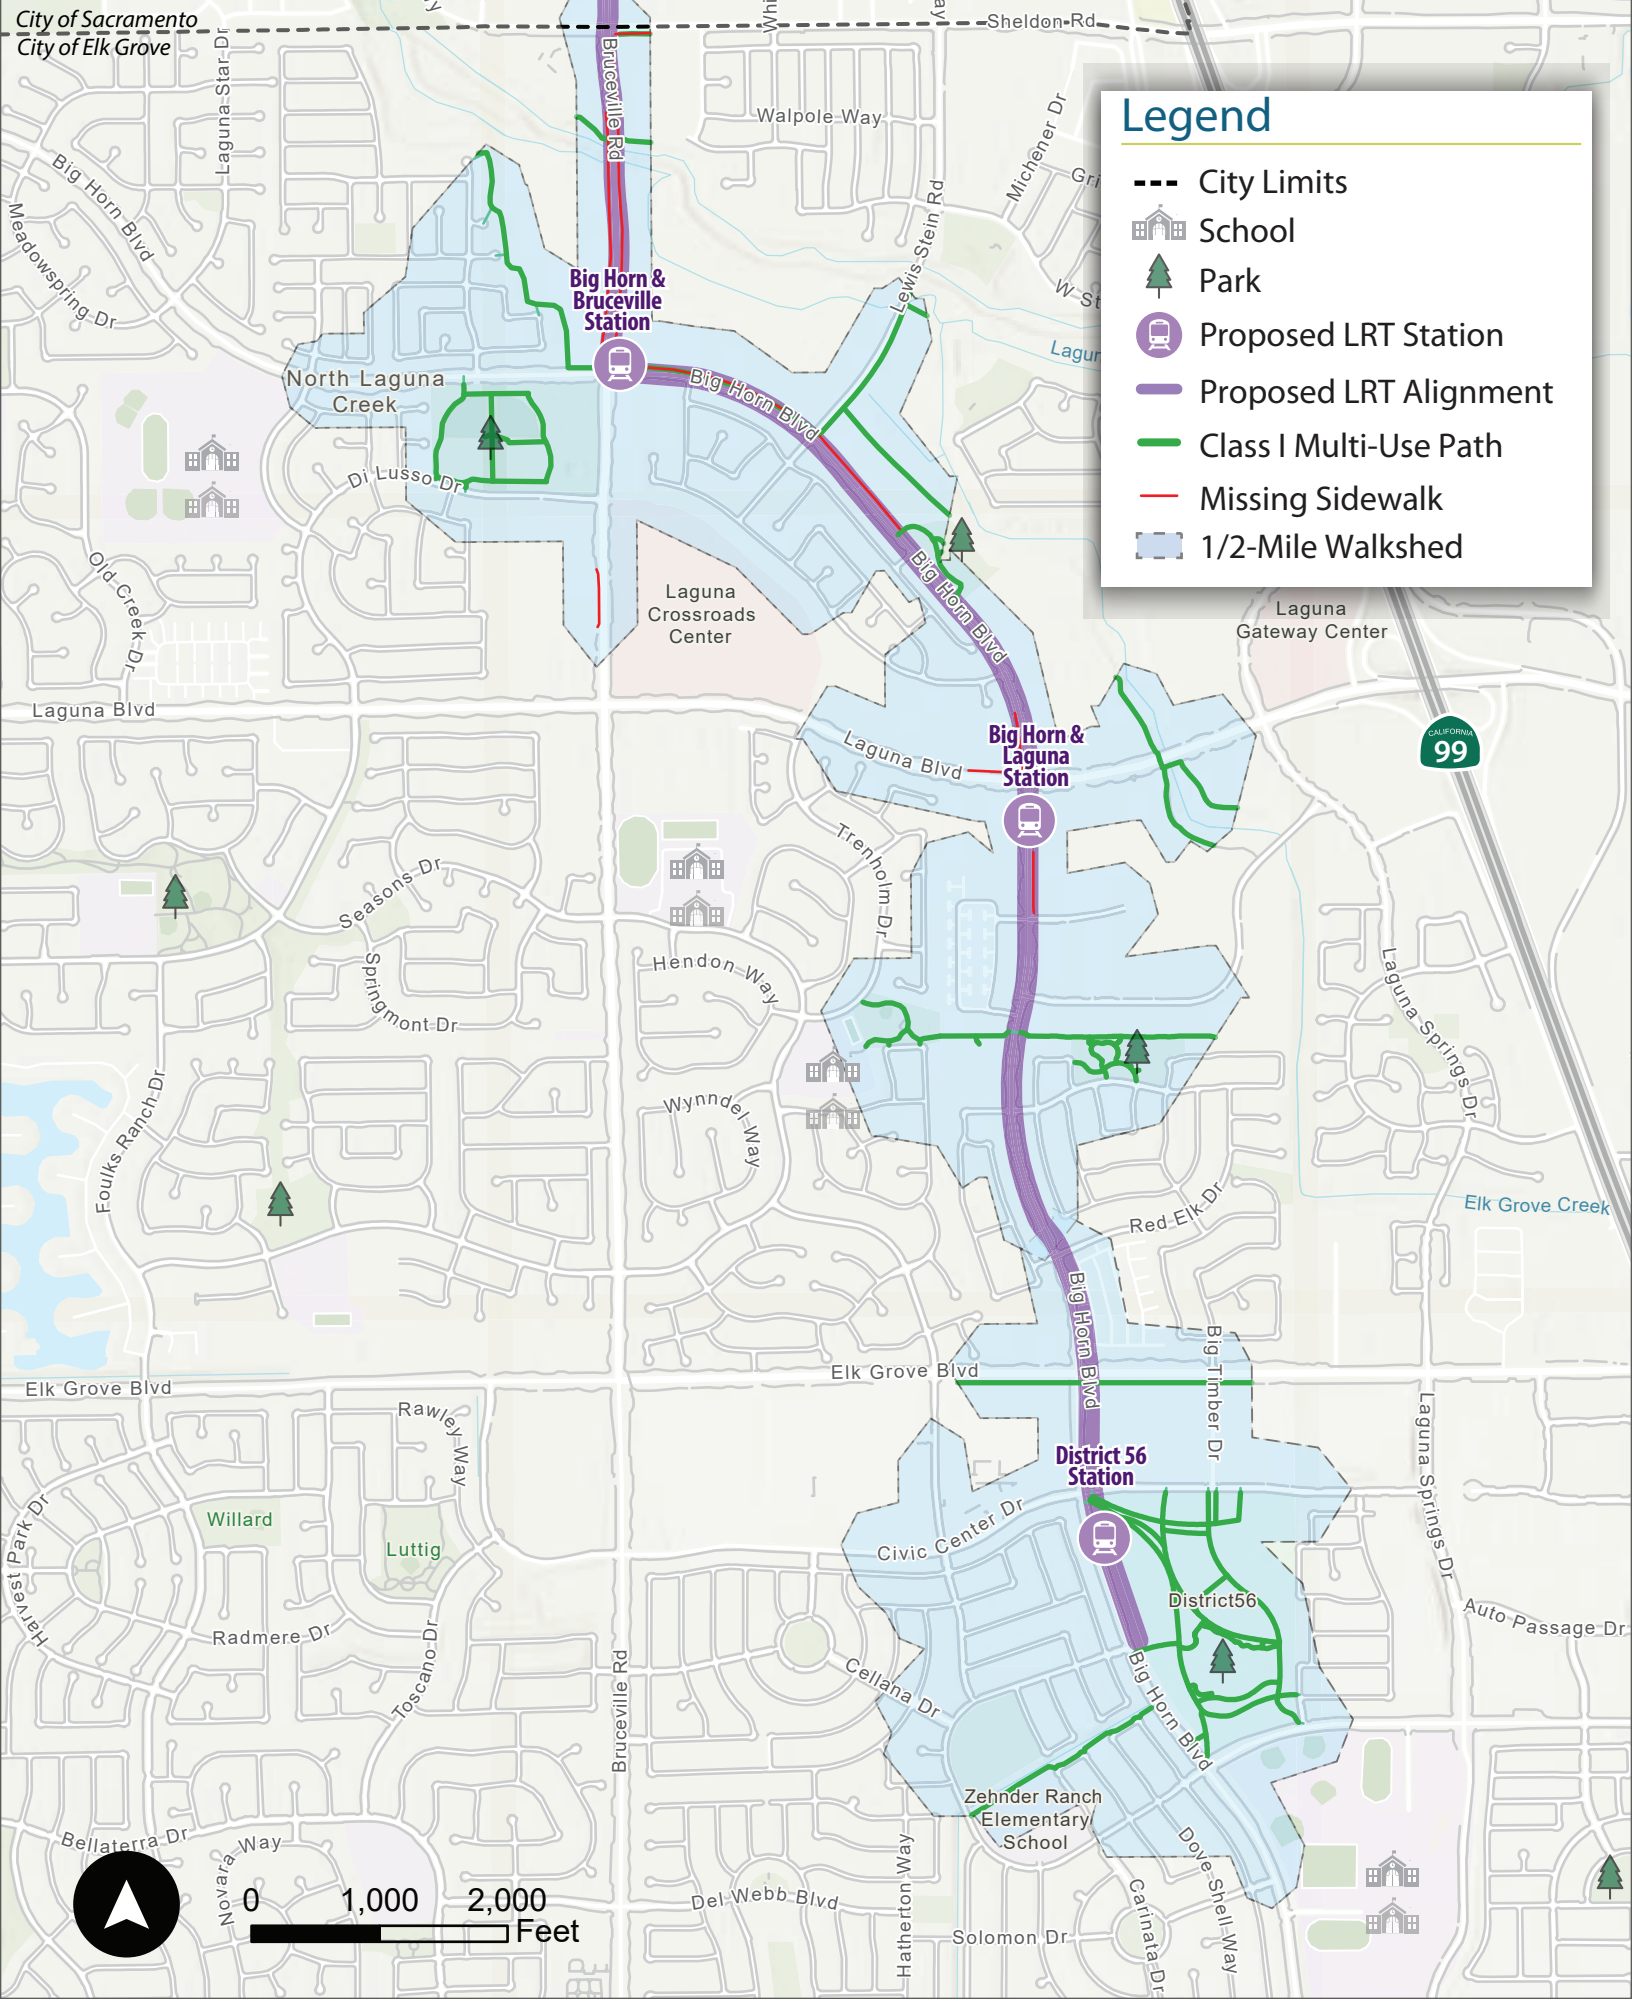 City of Sacramento
City of Elk Grove
Sheldon Rd
Laguna Star Dr
Bruceville Rd
Walpole Way
Michener Dr
Lewis Stein Rd
Big Horn Blvd
Meadowspring Dr
Legend
City Limits
School
Park
Proposed LRT Station
Proposed LRT Alignment
Class I Multi-Use Path
Missing Sidewalk
1/2-Mile Walkshed
Big Horn &
Bruceville
Station
North Laguna
Creek
Big Horn Blvd
Di Lusso Dr
Old Creek Dr
Laguna
Crossroads
Center
Big Horn Blvd
Laguna
Gateway Center
Laguna Blvd
Laguna Blvd
Big Horn &
Laguna
Station
CALIFORNIA
99
Trenholm Dr
Seasons Dr
Springmont Dr
Hendon Way
Laguna Springs Dr
Foulks Ranch Dr
Wynndel Way
Red Elk Dr
Elk Grove Creek
Big Horn Blvd
Big Timber Dr
Elk Grove Blvd
Elk Grove Blvd
Rawley Way
Laguna Springs Dr
District 56
Station
Harvest Park Dr
Willard
Luttig
Civic Center Dr
District56
Auto Passage Dr
Radmere Dr
Toscano Dr
Bruceville Rd
Cellana Dr
Big Horn Blvd
Zehnder Ranch
Elementary
School
Bellaterra Dr
Novara Way
Dove Shell Way
Del Webb Blvd
Hatherton Way
Carinata Dr
Solomon Dr
0 1,000 2,000
Feet